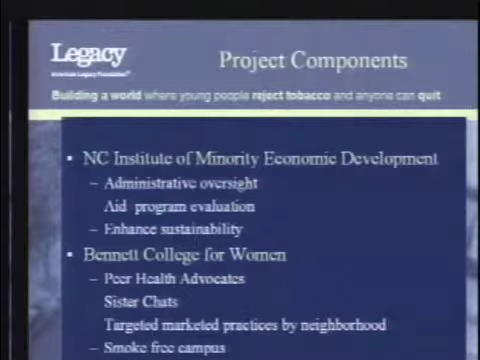 Legacy
American Legacy Foundation
Project Components
Building a world where young people reject tobacco and anyone can quit
▪ NC Institute of Minority Economic Development
– Administrative oversight
Aid program evaluation
– Enhance sustainability
▪ Bennett College for Women
– Peer Health Advocates
Sister Chats
Targeted marketed practices by neighborhood
– Smoke free campus